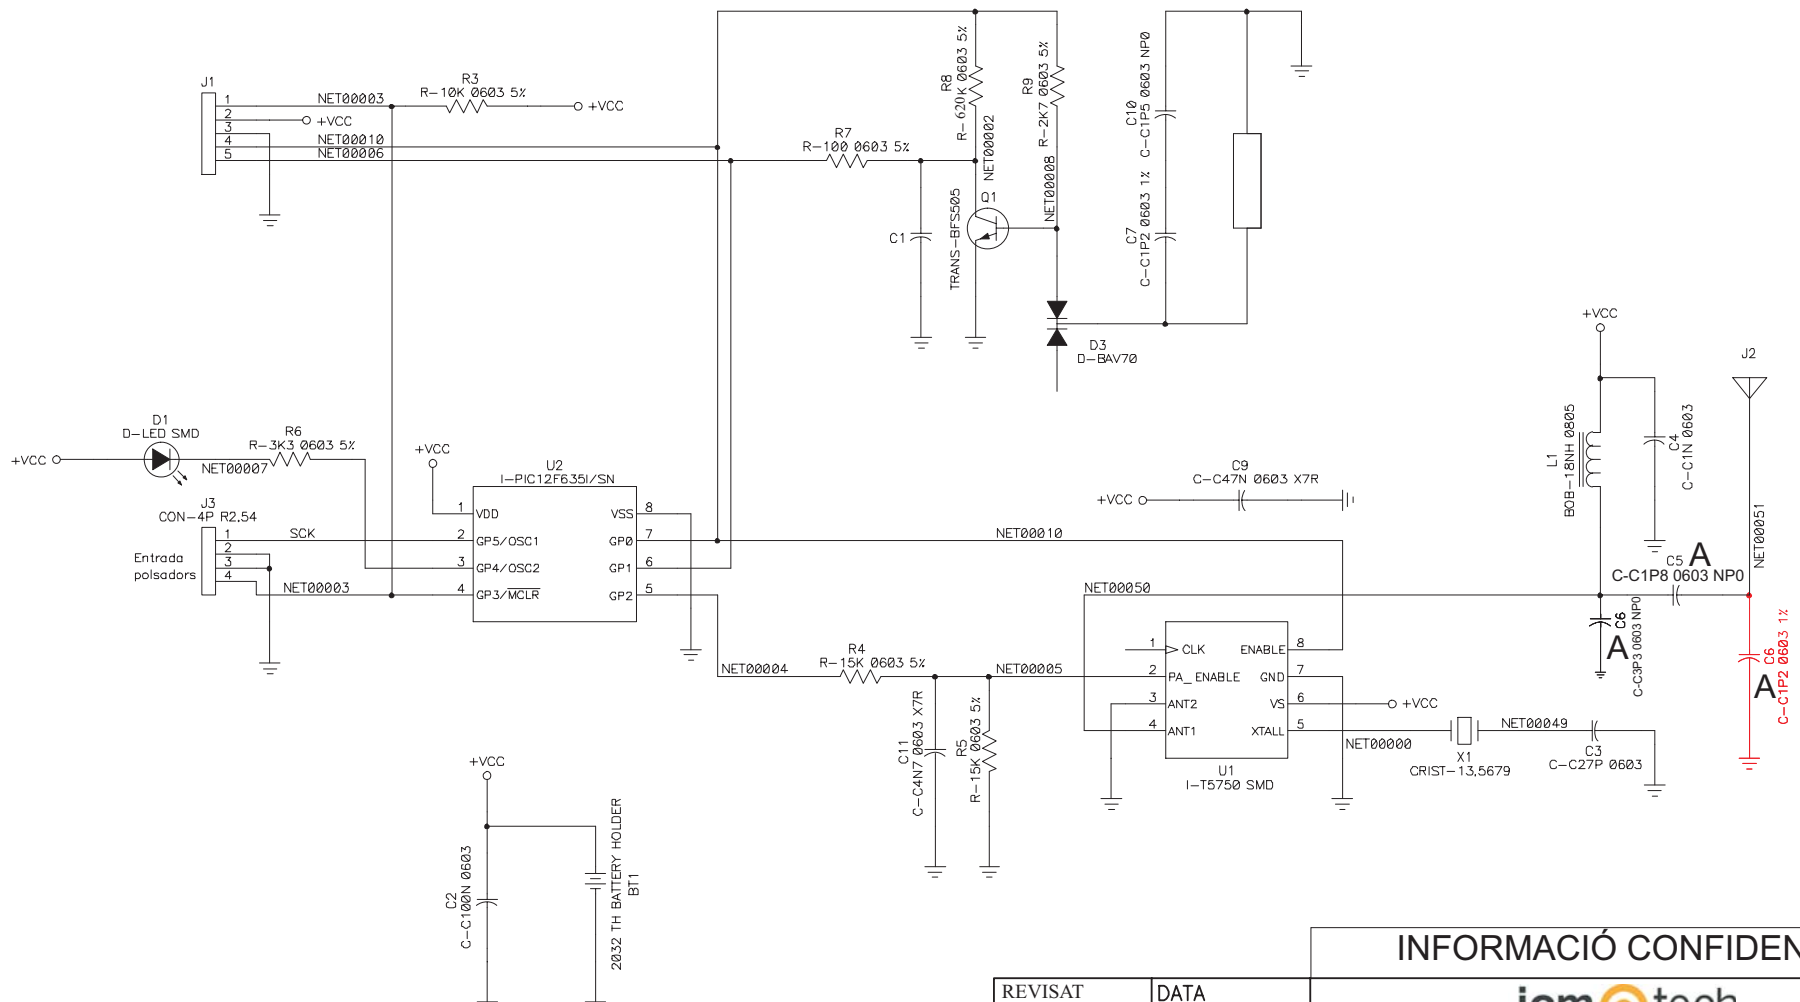 J1
1
2
3
4
5
NET00003
+VCC
NET00010
NET00006
R3
R-10K 0603 5%
+VCC
R7
R-100 0603 5%
C1
R8
R-620K 0603 5%
NET00002
R9
R-2K7 0603 5%
NET00008
Q1
TRANS-BFS505
C10
C-C1P5 0603 NP0
C7
C-C1P2 0603 1%
D3
D-BAV70
D1
D-LED SMD
+VCC
NET00007
R6
R-3K3 0603 5%
J3
CON-4P R2.54
Entrada
polsadors
1
2
3
4
SCK
NET00003
+VCC
U2
I-PIC12F635I/SN
1 VDD
2 GP5/OSC1
3 GP4/OSC2
4 GP3/MCLR
VSS 8
GP0 7
GP1 6
GP2 5
C9
C-C47N 0603 X7R
+VCC
NET00010
NET00050
NET00004
R4
R-15K 0603 5%
NET00005
C11
C-C4N7 0603 X7R
R5
R-15K 0603 5%
1 CLK
2 PA_ENABLE
3 ANT2
4 ANT1
ENABLE 8
GND 7
VS 6
XTALL 5
U1
I-T5750 SMD
+VCC
NET00000
X1
CRIST-13,5679
NET00049
C3
C-C27P 0603
+VCC
L1
BOB-18NH 0805
C4
C-C1N 0603
J2
NET00051
C5
A
C-C1P8 0603 NP0
C6
A
C-C3P3 0603 NP0
C6
A
C-C1P2 0603 1%
+VCC
C2
C-C100N 0603
BT1
2032 TH BATTERY HOLDER
INFORMACIÓ CONFIDEN
REVISAT
DATA
jcm tech